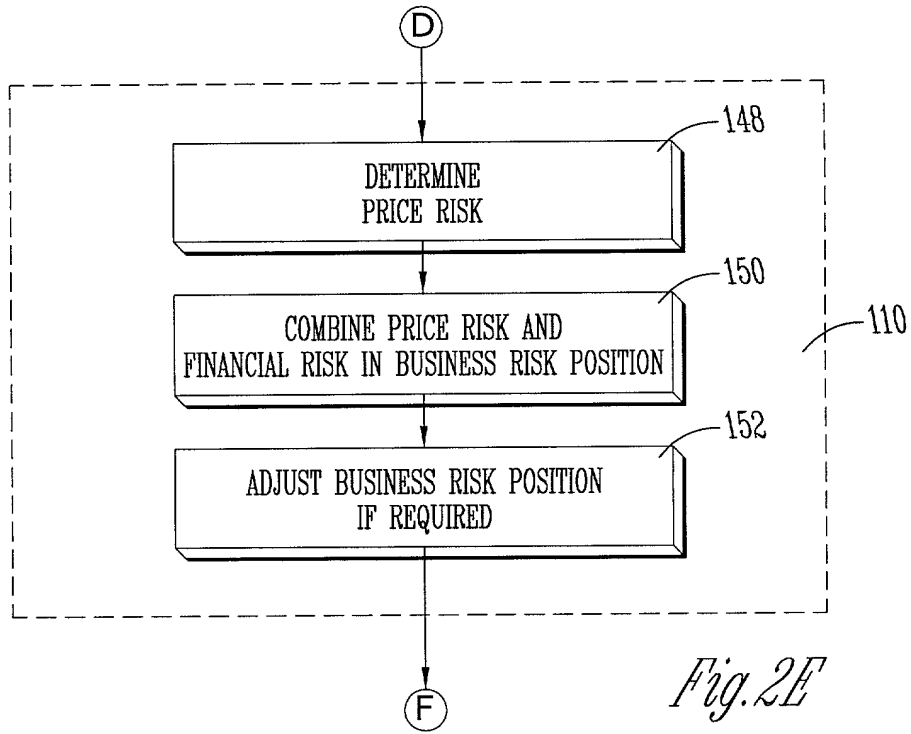 D
148
DETERMINE
PRICE RISK
150
COMBINE PRICE RISK AND
FINANCIAL RISK IN BUSINESS RISK POSITION
110
152
ADJUST BUSINESS RISK POSITION
IF REQUIRED
F
Fig. 2E